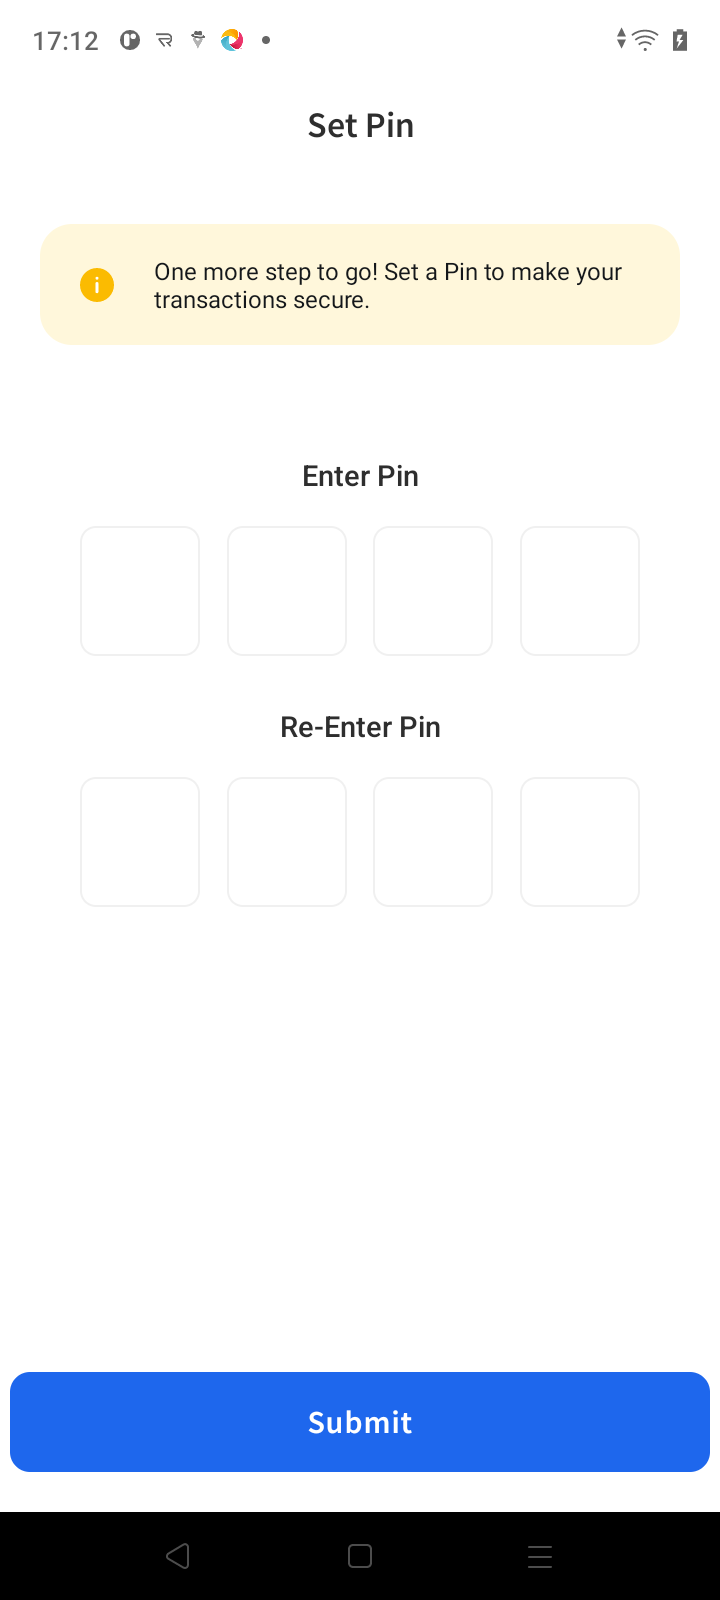 17:12
Set Pin
One more step to go! Set a Pin to make your
transactions secure.
Enter Pin
Re-Enter Pin
Submit